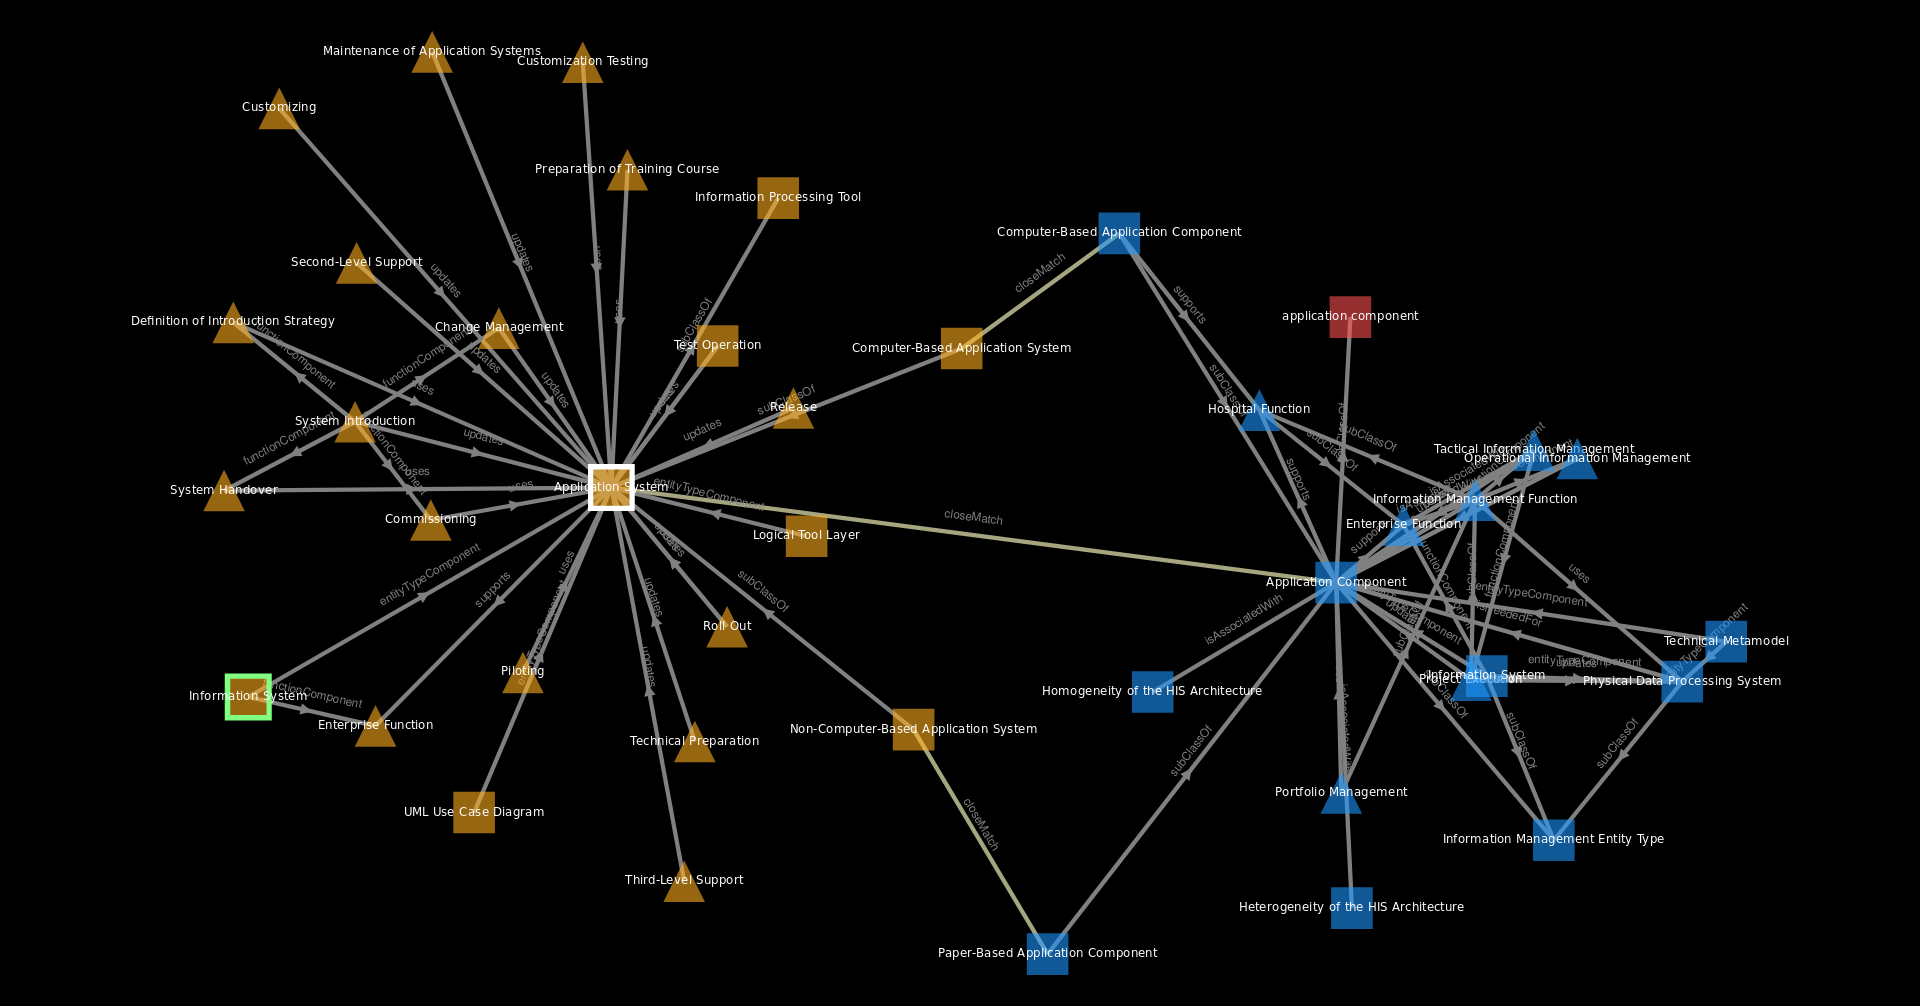 Maintenance of Application Systems
Customization Testing
Customizing
Preparation of Training Course
Information Processing Tool
Computer-Based Application Component
updates
closeMatch
Second-Level Support
updates
supports
subClassOf
application component
Definition of Introduction Strategy
Change Management
Test Operation
Computer-Based Application System
functionComponent
functionComponent
uses
updates
updates
subClassOf
Release
Hospital Function
System Introduction
functionComponent
updates
updates
subClassOf
subClassOf
Tactical Information Management
Operational Information Management
uses
uses
System Handover
Application System
entityTypeComponent
Information Management Function
Commissioning
closeMatch
supports
Enterprise Function
Logical Tool Layer
entityTypeComponent
supports
uses
updates
subClassOf
Application Component
uses
entityTypeComponent
isNeededFor
isAssociatedWith
Roll Out
Technical Metamodel
Piloting
updates
Information System
Physical Data Processing System
Information System
functionComponent
Homogeneity of the HIS Architecture
Enterprise Function
Technical Preparation
Non-Computer-Based Application System
subClassOf
subClassOf
subClassOf
UML Use Case Diagram
closeMatch
Portfolio Management
Information Management Entity Type
Third-Level Support
Heterogeneity of the HIS Architecture
Paper-Based Application Component